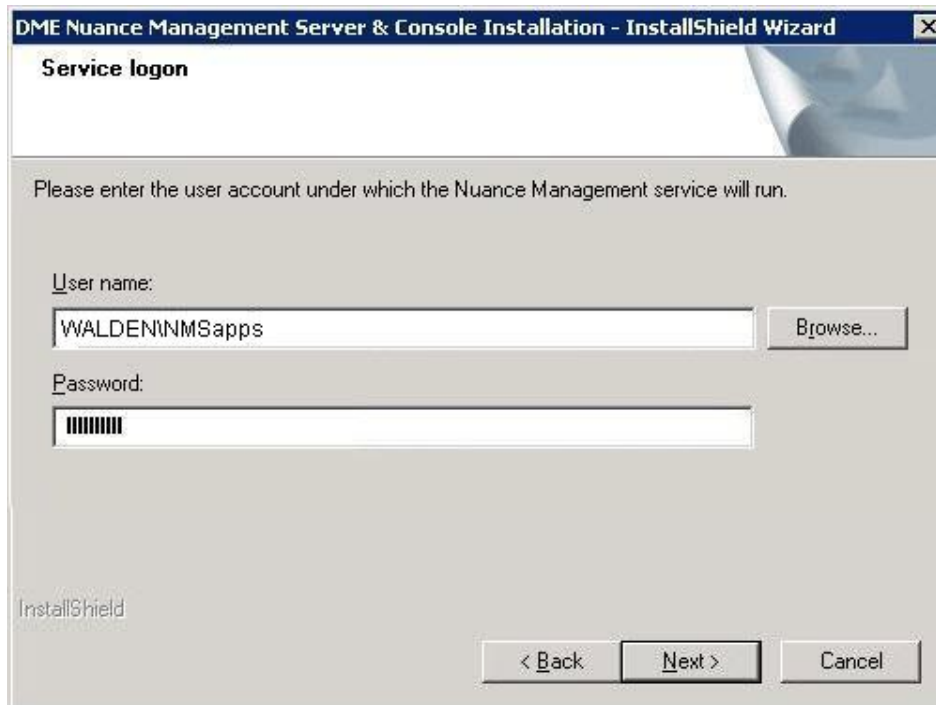 DME Nuance Management Server & Console Installation - InstallShield Wizard
Service logon
Please enter the user account under which the Nuance Management service will run.
User name:
WALDEN\NMSapps
Browse...
Password:
InstallShield
< Back
Next >
Cancel